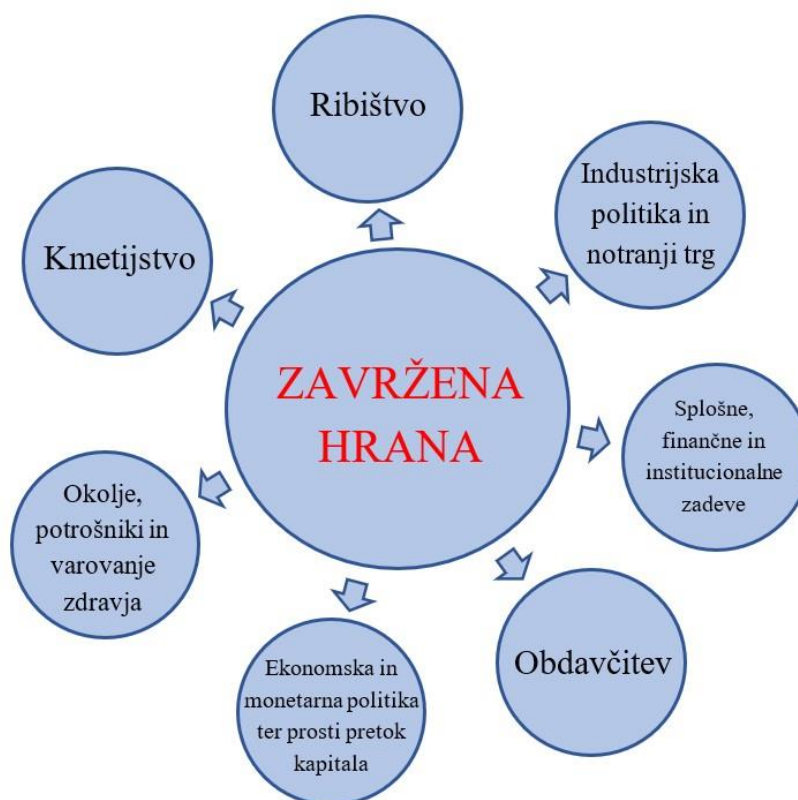 Ribištvo
Industrijska
politika in
notranji trg
Kmetijstvo
ZAVRŽENA
HRANA
Splošne,
finančne in
institucionalne
zadeve
Okolje,
potrošniki in
varovanje
zdravja
Obdavčitev
Ekonomska in
monetarna politika
ter prosti pretok
kapitala